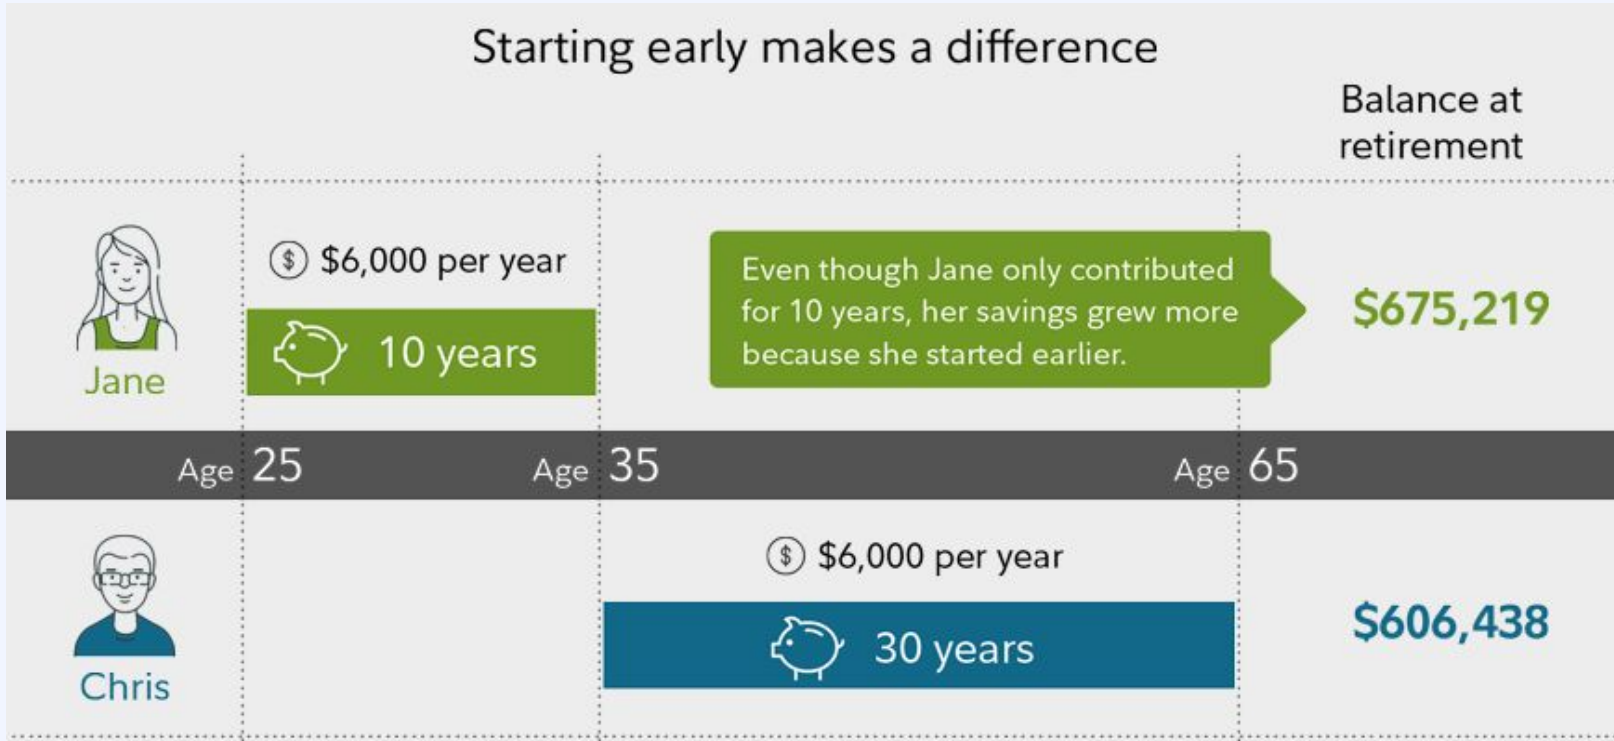 Starting early makes a difference
Balance at
retirement
$ $6,000 per year
10 years
Even though Jane only contributed
for 10 years, her savings grew more
because she started earlier.
$675,219
Jane
Age 25
Age 35
Age 65
$ $6,000 per year
30 years
$606,438
Chris